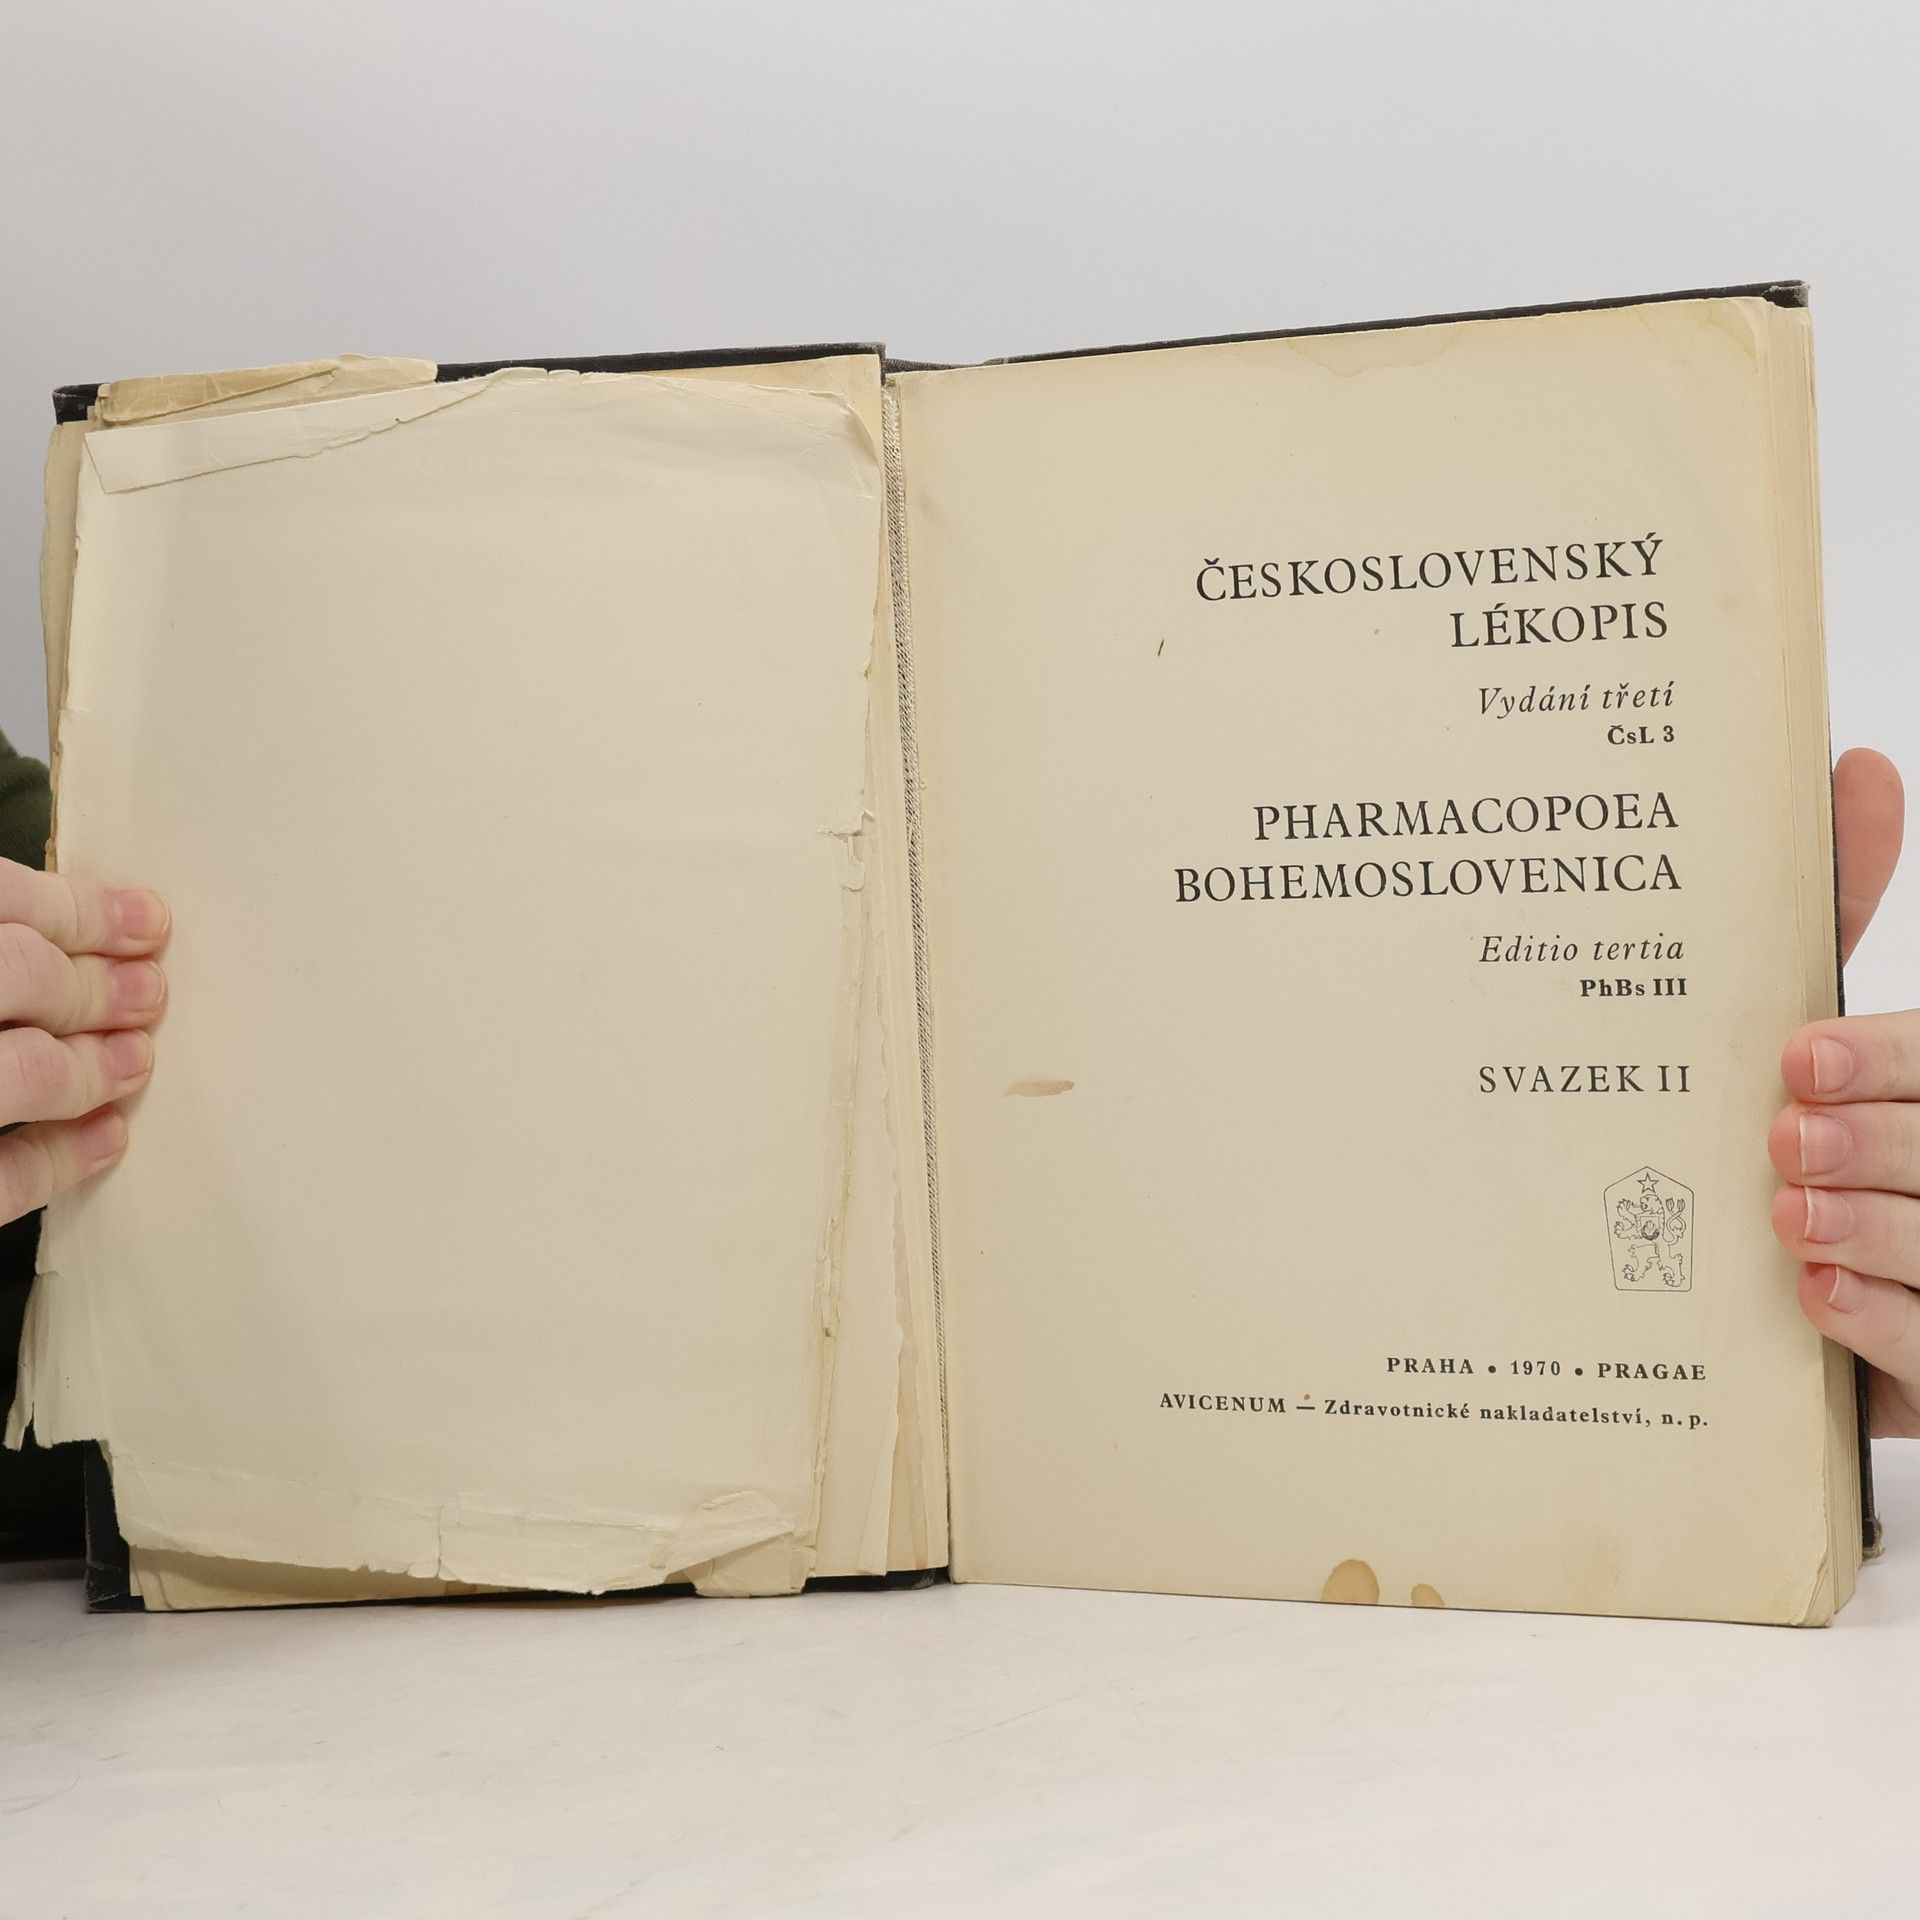 ČESKOSLOVENSKÝ
LÉKOPIS
Vydání třetí
ČsL 3
PHARMACOPOEA
BOHEMOSLOVENICA
Editio tertia
PhBs III
SVAZEK II
PRAHA • 1970 • PRAGAE
AVICENUM — Zdravotnické nakladatelství, n. p.